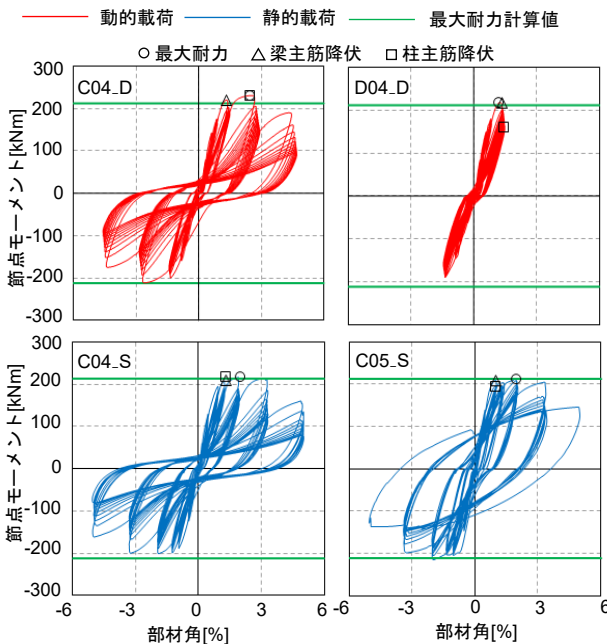 動的載荷 静的載荷 最大耐力計算値
最大耐力 梁主筋降伏 柱主筋降伏
300
200
100
0
-100
-200
-300
節点モーメント[kNm]
C04_D
D04_D
300
200
100
0
-100
-200
-300
節点モーメント[kNm]
C04_S
C05_S
-6 -3 0 3 6 -3 0 3 6
部材角[%] 部材角[%]